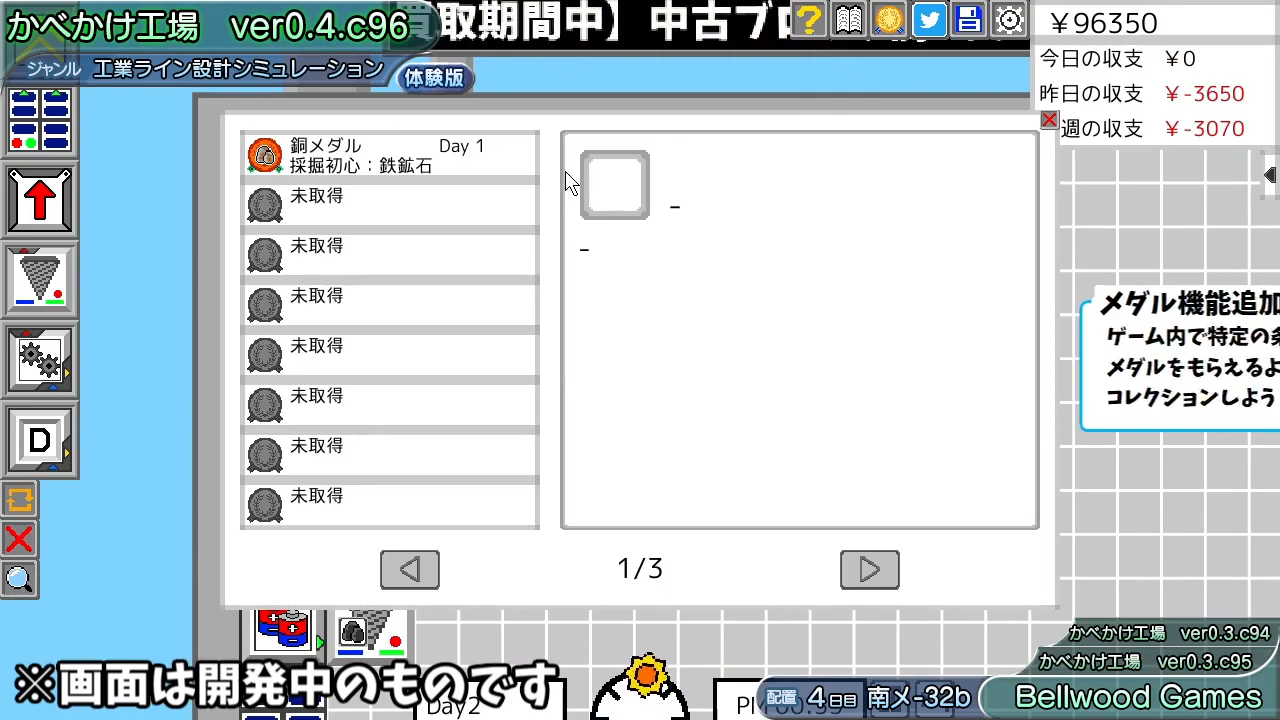 かべかけ工場 ver0.4.c96
買取期間中】中古ブロ
ジャンル 工業ライン設計シミュレーション
体験版
￥96350
今日の収支 ￥0
昨日の収支 ￥-3650
週の収支 ￥-3070
銅メダル Day 1
採掘初心：鉄鉱石
未取得
未取得
未取得
未取得
未取得
未取得
未取得
-
-
1/3
D
メダル機能追加
ゲーム内で特定の条
メダルをもらえるよ
コレクションしよう
かべかけ工場 ver0.3.c94
かべかけ工場 ver0.3.c95
※画面は開発中のものです
Day2
配置 4日目 南メ-32b
Bellwood Games